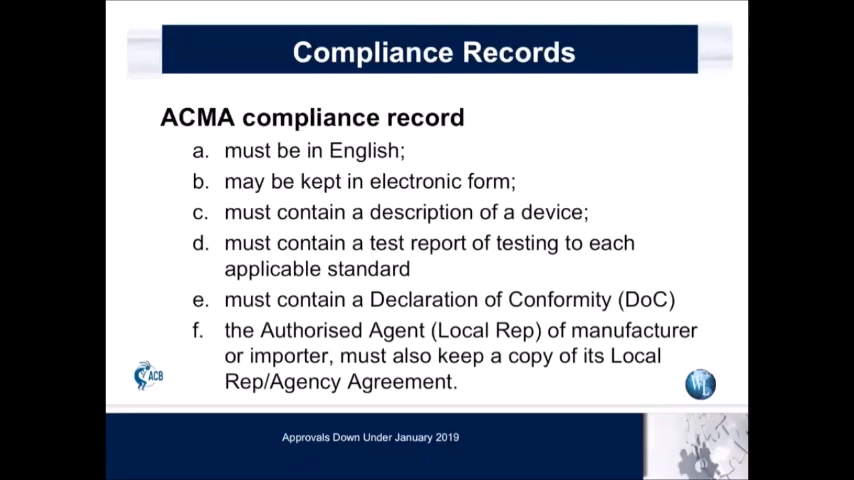 Compliance Records
ACMA compliance record
a. must be in English;
b. may be kept in electronic form;
c. must contain a description of a device;
d. must contain a test report of testing to each
applicable standard
e. must contain a Declaration of Conformity (DoC)
f. the Authorised Agent (Local Rep) of manufacturer
or importer, must also keep a copy of its Local
Rep/Agency Agreement.
ACB
WL
Approvals Down Under January 2019